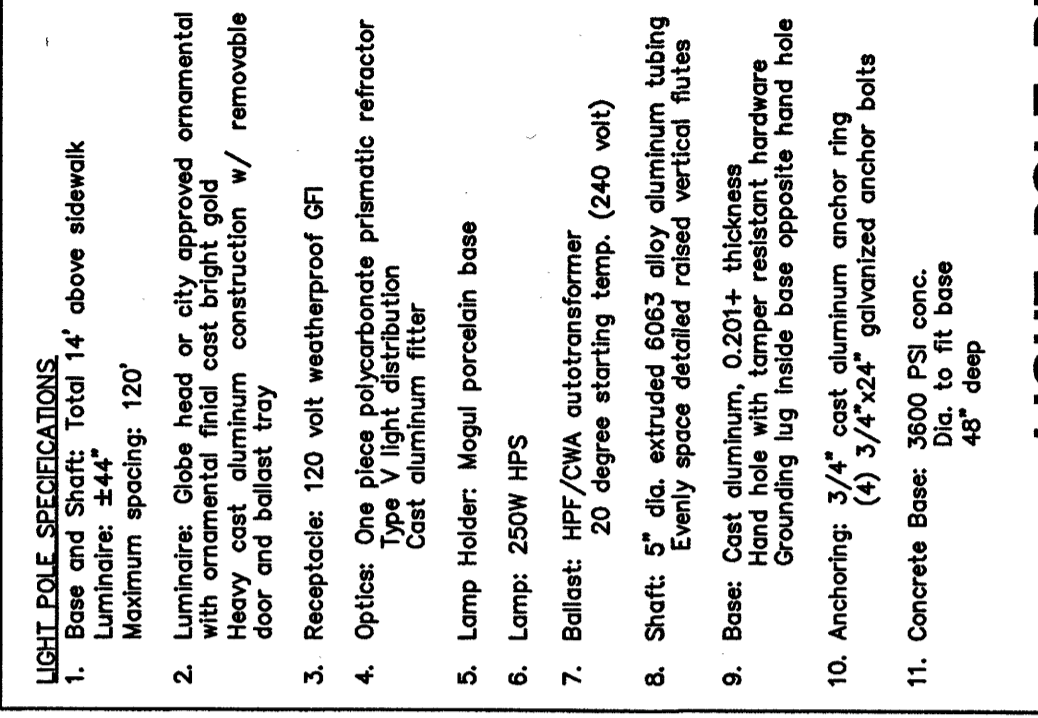 LIGHT POLE SPECIFICATIONS
1. Base and Shaft: Total 14' above sidewalk
Luminaire: ±44"
Maximum spacing: 120'
2. Luminaire: Globe head or city approved ornamental
with ornamental finial cast bright gold
Heavy cast aluminum construction w/ removable
door and ballast tray
3. Receptacle: 120 volt weatherproof GFI
4. Optics: One piece polycarbonate prismatic refractor
Type V light distribution
Cast aluminum fitter
5. Lamp Holder: Mogul porcelain base
6. Lamp: 250W HPS
7. Ballast: HPF/CWA autotransformer
20 degree starting temp. (240 volt)
8. Shaft: 5" dia. extruded 6063 alloy aluminum tubing
Evenly space detailed raised vertical flutes
9. Base: Cast aluminum, 0.201+ thickness
Hand hole with tamper resistant hardware
Grounding lug inside base opposite hand hole
10. Anchoring: 3/4" cast aluminum anchor ring
(4) 3/4"x24" galvanized anchor bolts
11. Concrete Base: 3600 PSI conc.
Dia. to fit base
48" deep